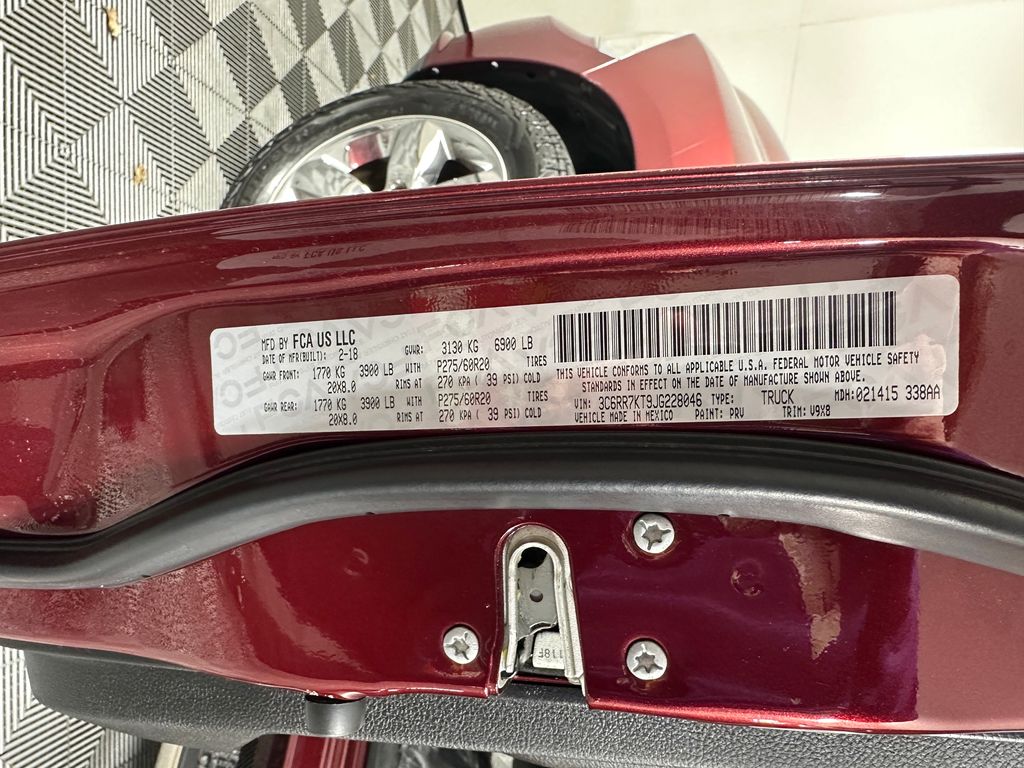 MFD BY FCA US LLC
DATE OF MFR(BUILT): 2-18 GVWR: 3130 KG 6900 LB
GAWR FRONT: 1770 KG 3900 LB WITH P275/60R20 TIRES
20X8.0 RIMS AT 270 KPA ( 39 PSI) COLD
GAWR REAR: 1770 KG 3900 LB WITH P275/60R20 TIRES
20X8.0 RIMS AT 270 KPA ( 39 PSI) COLD
THIS VEHICLE CONFORMS TO ALL APPLICABLE U.S.A. FEDERAL MOTOR VEHICLE SAFETY
STANDARDS IN EFFECT ON THE DATE OF MANUFACTURE SHOWN ABOVE.
VIN: 3C6RR7KT9JG228046 TYPE: TRUCK MDH: 021415 338AA
VEHICLE MADE IN MEXICO PAINT: PRV TRIM: V9X8
118F